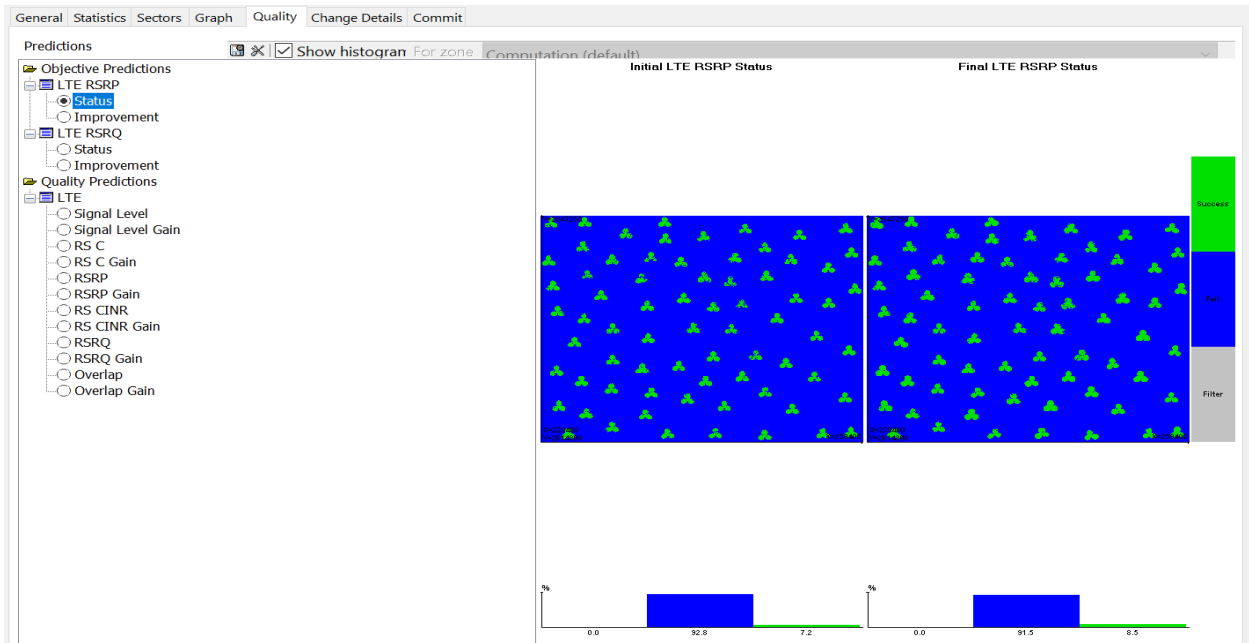 General Statistics Sectors Graph Quality Change Details Commit
Predictions
Show histogran For zone Computation (default)
Objective Predictions
LTE RSRP
Status
Improvement
LTE RSRQ
Status
Improvement
Quality Predictions
LTE
Signal Level
Signal Level Gain
RS C
RS C Gain
RSRP
RSRP Gain
RS CINR
RS CINR Gain
RSRQ
RSRQ Gain
Overlap
Overlap Gain
Initial LTE RSRP Status
Final LTE RSRP Status
Success
Fail
Filter
%
0.0 92.8 7.2
%
0.0 91.5 8.5